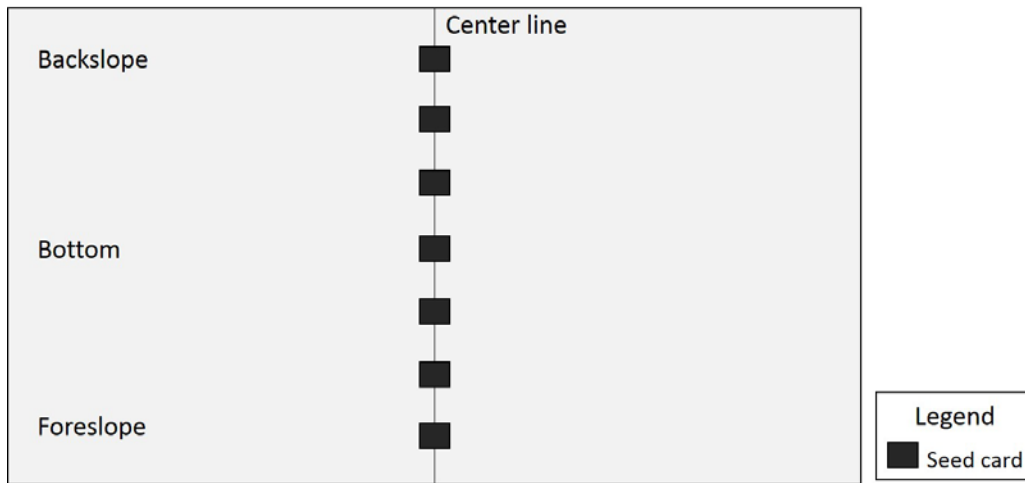 Center line
Backslope
Bottom
Foreslope
Legend
Seed card